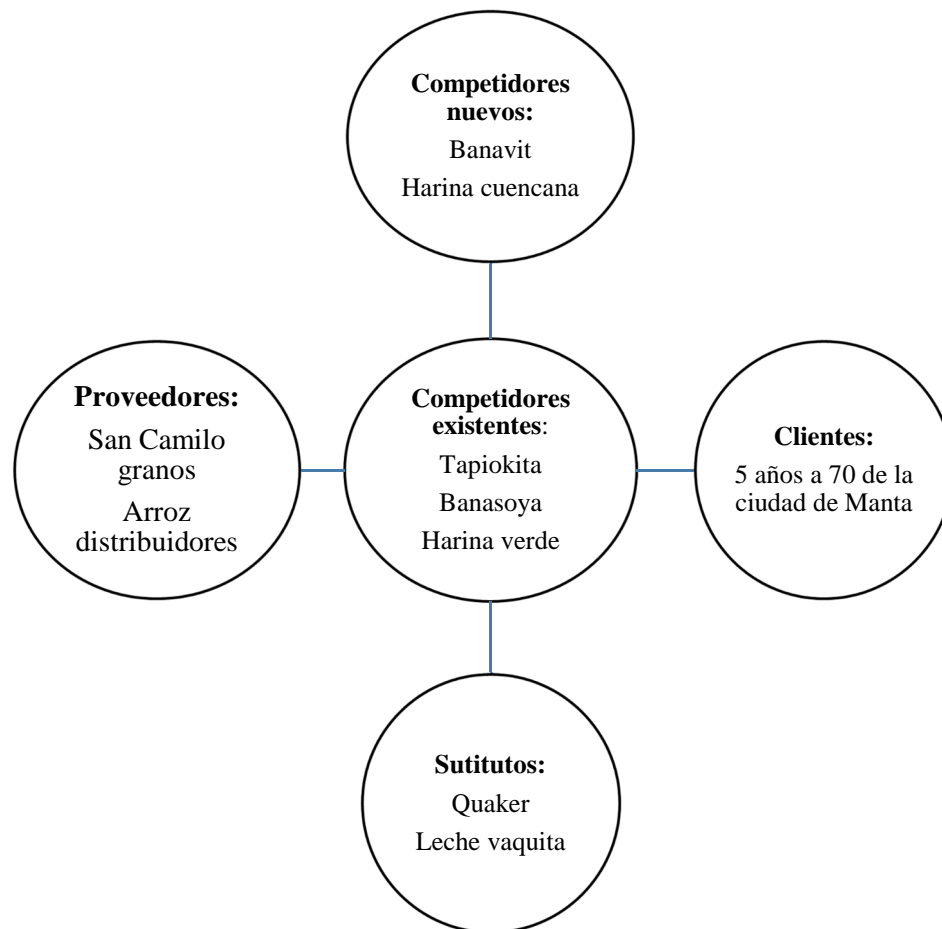 Competidores
nuevos:
Banavit
Harina cuencana
Proveedores:
San Camilo
granos
Arroz
distribuidores
Competidores
existentes:
Tapiokita
Banasoya
Harina verde
Clientes:
5 años a 70 de la
ciudad de Manta
Sutitutos:
Quaker
Leche vaquita